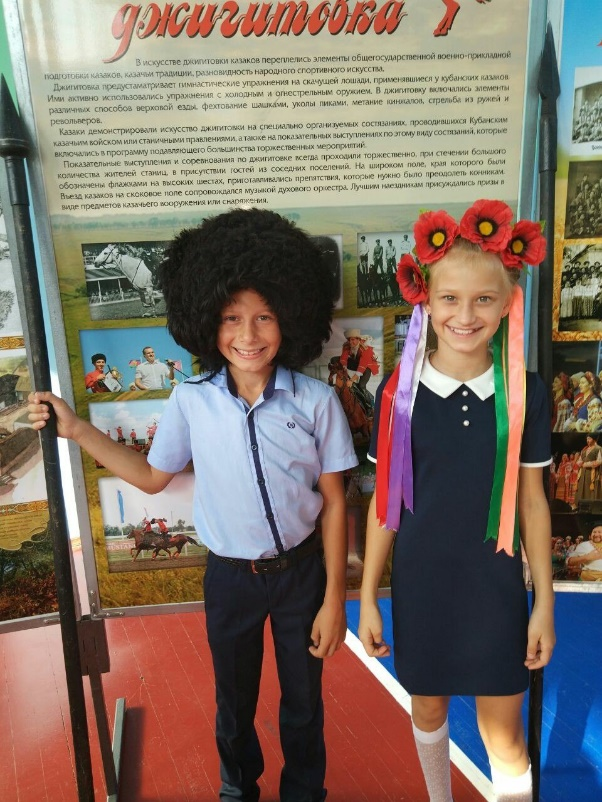 джигитовка
В искусстве джигитовки казаков переплелись элементы общегосударственной военно-прикладной
подготовки казаков, казачьи традиции, разновидность народного спортивного искусства.
Джигитовка предусматривает гимнастические упражнения на скачущей лошади, применявшиеся у кубанских казаков
Ими активно использовались упражнения с холодным и огнестрельным оружием. В джигитовку включались элементы
различных способов верховой езды, фехтование шашками, уколы пиками, метание кинжалов, стрельба из ружей и
револьверов.
Казаки демонстрировали искусство джигитовки на специально организуемых состязаниях, проводившихся Кубанским
казачьим войском или станичными правлениями, а также на показательных выступлениях по этому виду состязаний, которые
включались в программу подавляющего большинства торжественных мероприятий.
Показательные выступления и соревнования по джигитовке всегда проходили торжественно, при стечении большого
количества жителей станиц, в присутствии гостей из соседних поселений. На широком поле, края которого были
обозначены флажками на высоких шестах, приготавливались препятствия, которые нужно было преодолеть конникам.
Въезд казаков на скоковое поле сопровождался музыкой духового оркестра. Лучшим наездникам присуждались призы в
виде предметов казачьего вооружения или снаряжения.